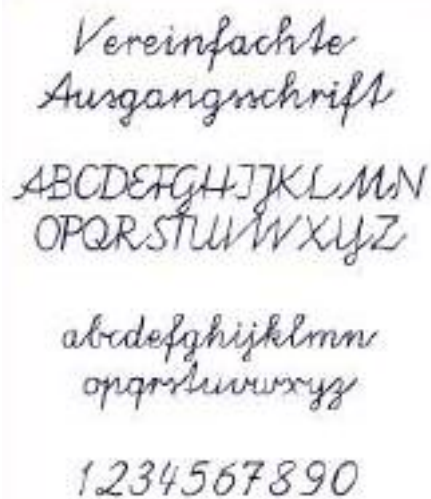 Vereinfachte
Ausgangsschrift
ABCDEFGHIJKLMN
OPQRSTUVWXYZ
abcdefghijklmn
opqrstuvwxyz
1234567890